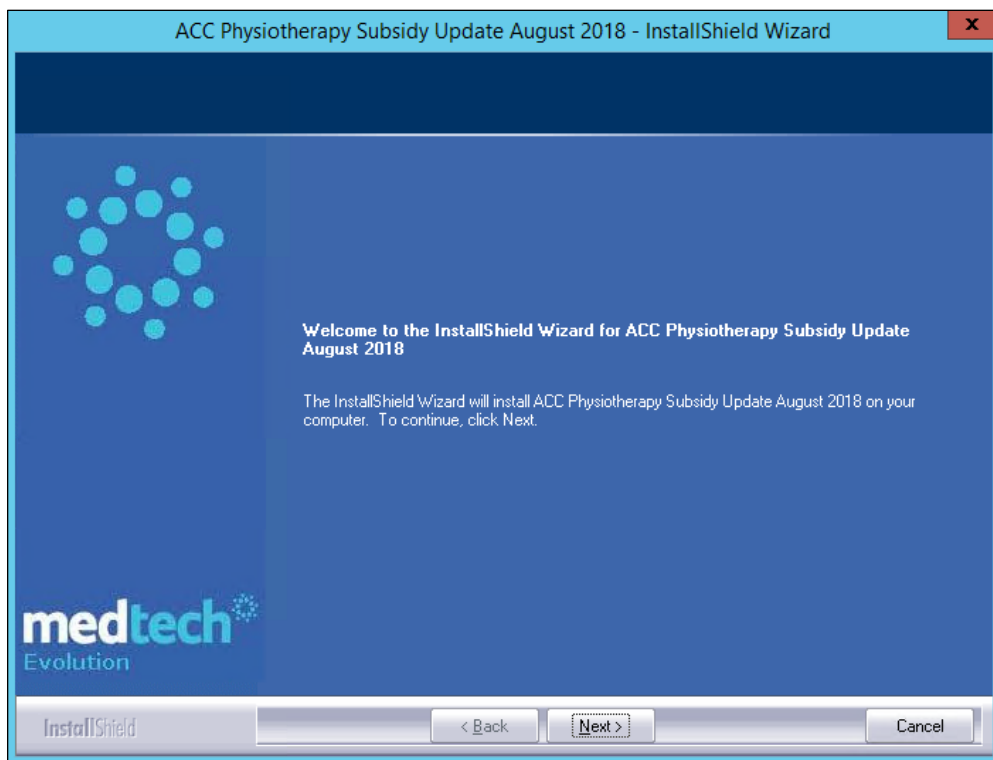 ACC Physiotherapy Subsidy Update August 2018 - InstallShield Wizard
x
Welcome to the InstallShield Wizard for ACC Physiotherapy Subsidy Update
August 2018
The InstallShield Wizard will install ACC Physiotherapy Subsidy Update August 2018 on your
computer.  To continue, click Next.
medtech
Evolution
InstallShield
< Back
Next >
Cancel